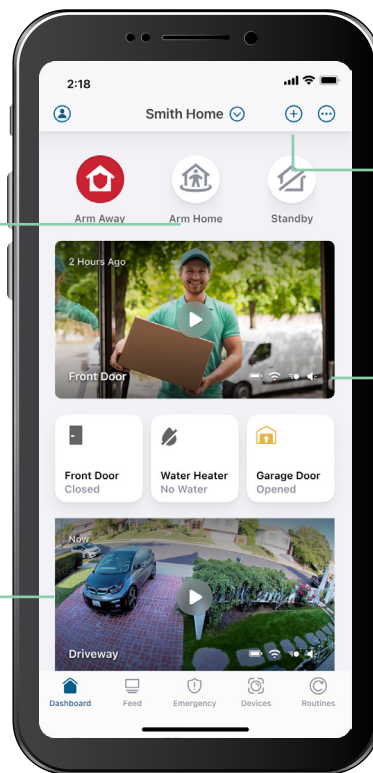 2:18
Smith Home
Arm Away Arm Home Standby
2 Hours Ago
Front Door
Front Door Water Heater Garage Door
Closed No Water Opened
Now
Driveway
Dashboard Feed Emergency Devices Routines